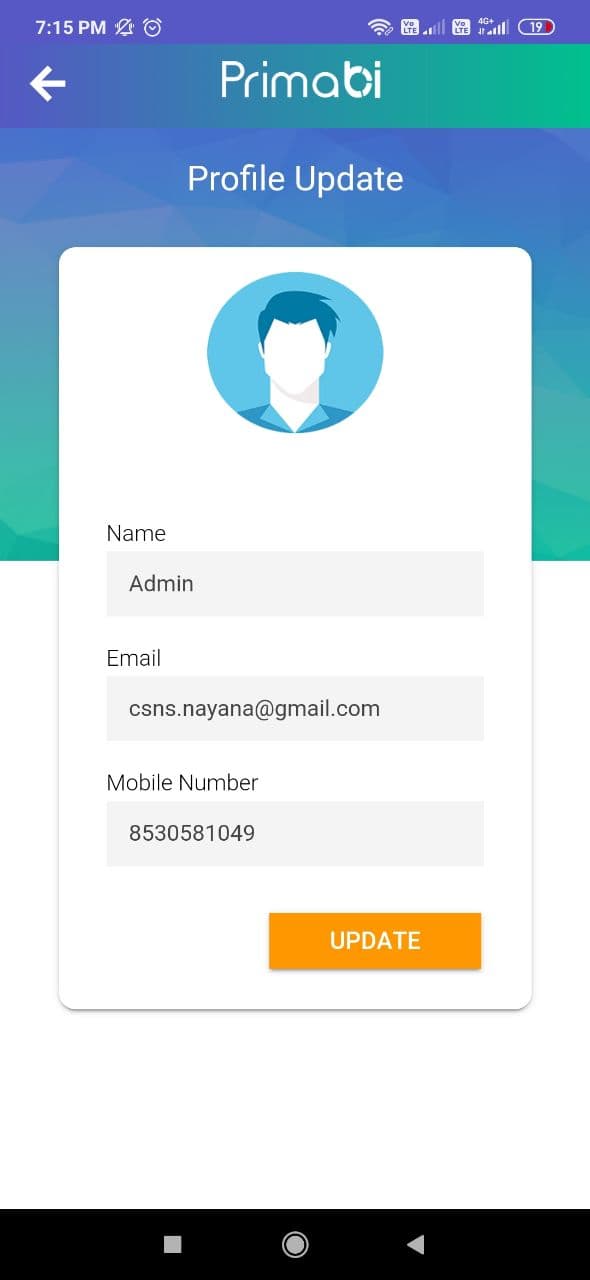 7:15 PM
Vo LTE Vo LTE 4G+ 19
Primabi
Profile Update
Name
Admin
Email
csns.nayana@gmail.com
Mobile Number
8530581049
UPDATE